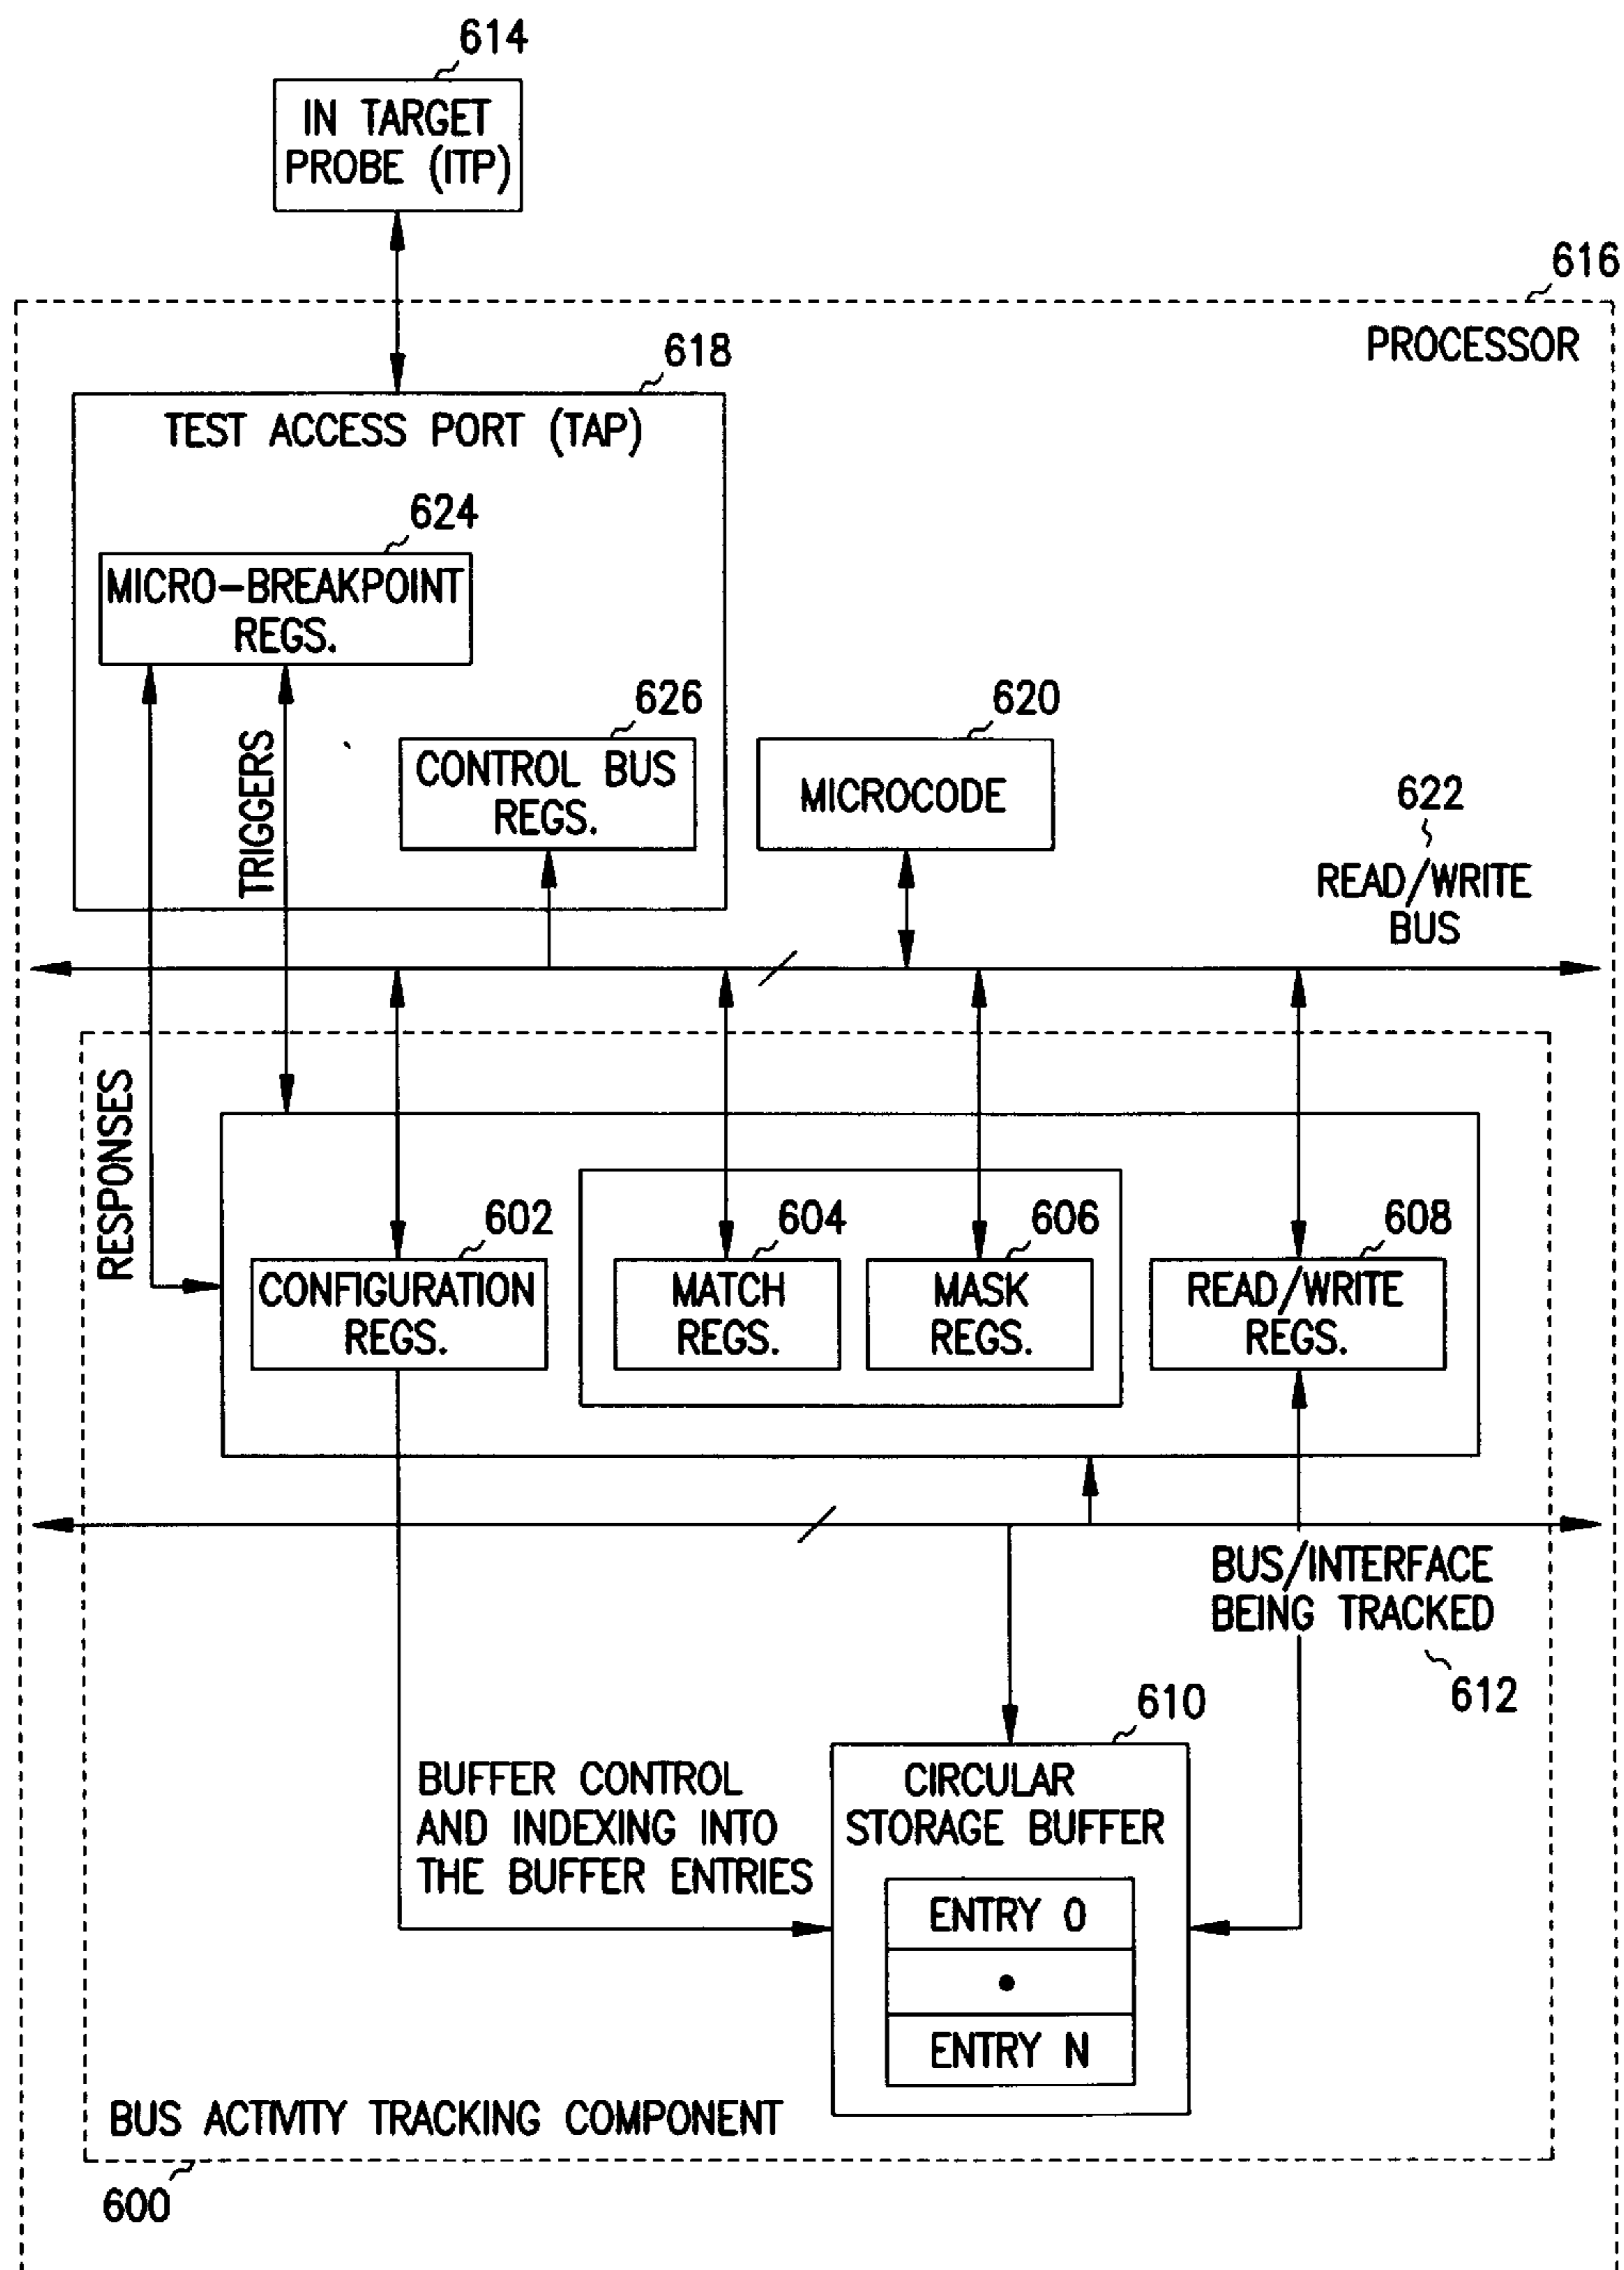 614
IN TARGET
PROBE (ITP)
616
PROCESSOR
618
TEST ACCESS PORT (TAP)
624
MICRO-BREAKPOINT
REGS.
626
CONTROL BUS
REGS.
620
MICROCODE
TRIGGERS
622
READ/WRITE
BUS
RESPONSES
602
CONFIGURATION
REGS.
604
MATCH
REGS.
606
MASK
REGS.
608
READ/WRITE
REGS.
BUS/INTERFACE
BEING TRACKED
612
610
BUFFER CONTROL
AND INDEXING INTO
THE BUFFER ENTRIES
CIRCULAR
STORAGE BUFFER
ENTRY 0
ENTRY N
BUS ACTIVITY TRACKING COMPONENT
600